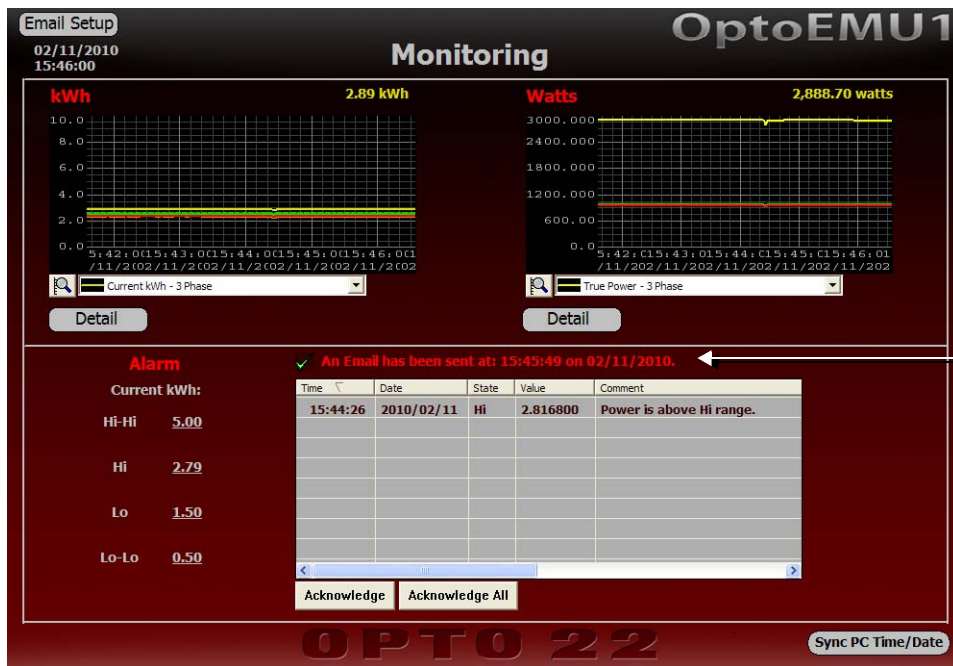 Email Setup
OptoEMU1
02/11/2010
15:46:00
Monitoring
kWh
2.89 kWh
10.0
8.0
6.0
4.0
2.0
0.0
Current kWh - 3 Phase
Detail
Watts
2,888.70 watts
3000.000
2400.000
1800.000
1200.000
600.00
0.0
True Power - 3 Phase
Detail
Alarm
An Email has been sent at: 15:45:49 on 02/11/2010.
Current kWh:
Hi-Hi 5.00
Hi 2.79
Lo 1.50
Lo-Lo 0.50
Time Date State Value Comment
15:44:26 2010/02/11 Hi 2.816800 Power is above Hi range.
Acknowledge Acknowledge All
OPTO 22
Sync PC Time/Date